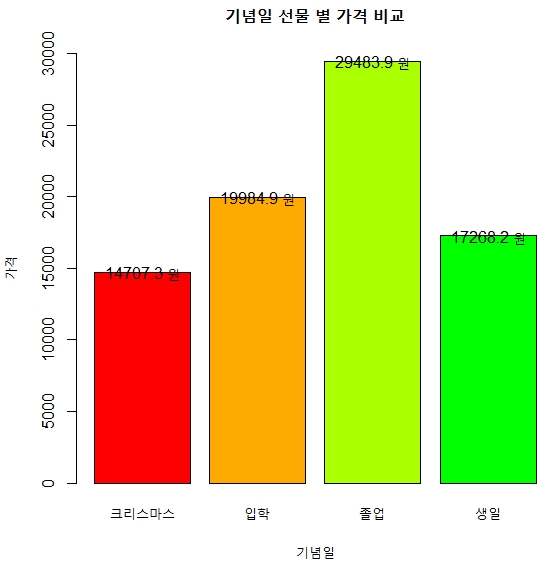 기념일 선물 별 가격 비교
가격
30000
25000
20000
15000
10000
5000
0
14707.3 원
19984.9 원
29483.9 원
17268.2 원
크리스마스 입학 졸업 생일
기념일